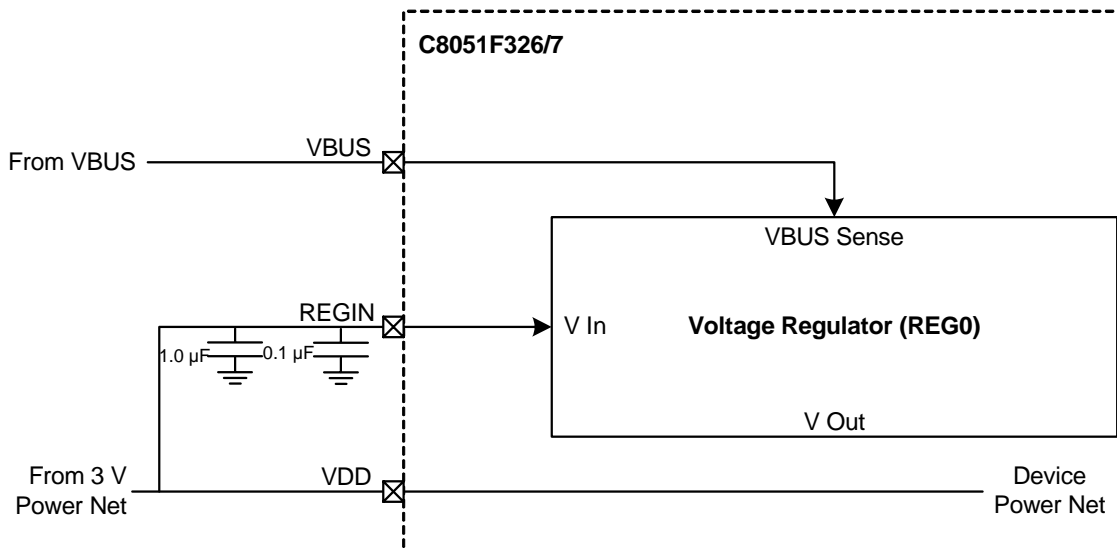 C8051F326/7
From VBUS
VBUS
VBUS Sense
REGIN
V In
Voltage Regulator (REG0)
1.0 µF
0.1 µF
V Out
From 3 V
Power Net
VDD
Device
Power Net